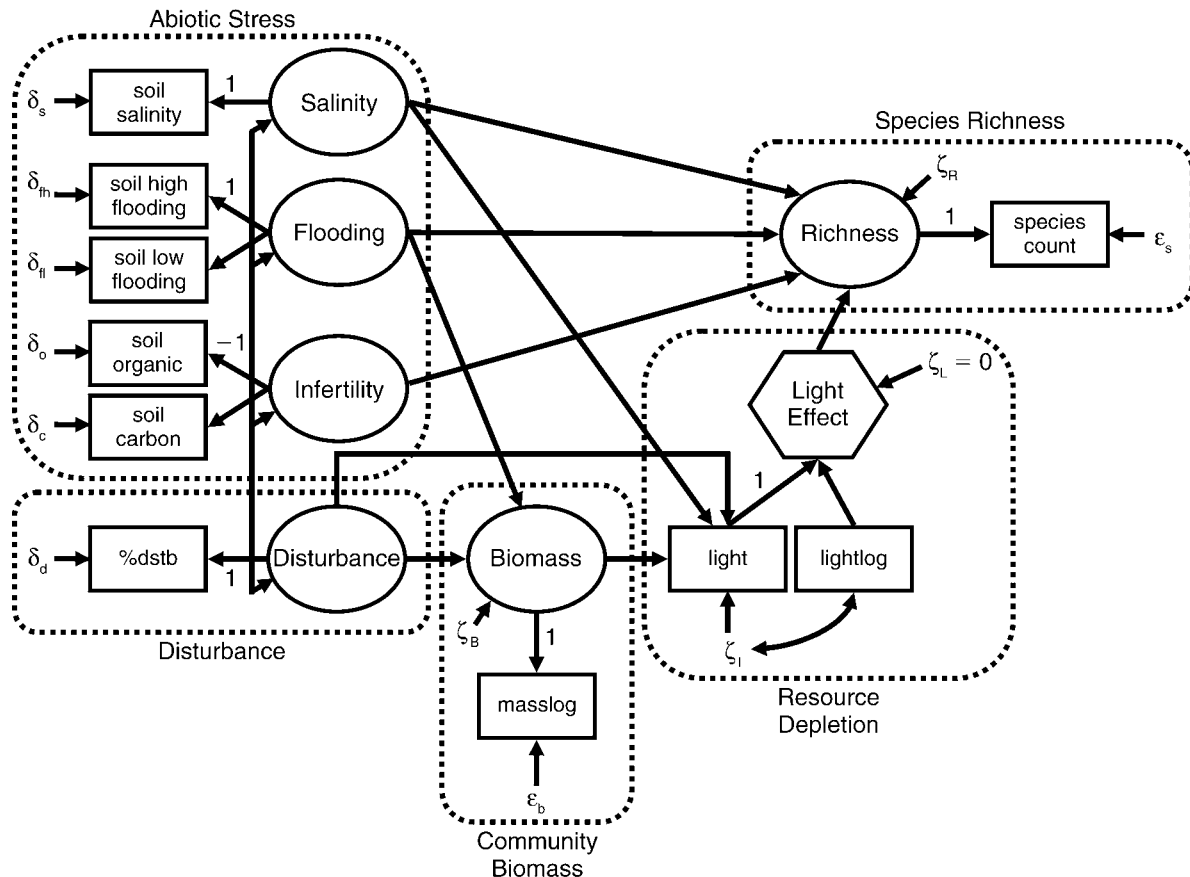 Abiotic Stress
δs
soil
salinity
1
Salinity
δfh
soil high
flooding
1
Flooding
δfl
soil low
flooding
δo
soil
organic
−1
Infertility
δc
soil
carbon
Species Richness
ζR
Richness
1
species
count
εs
Light
Effect
ζL = 0
1
light
lightlog
ζl
Resource
Depletion
δd
%dstb
1
Disturbance
Disturbance
Biomass
ζB
1
masslog
εb
Community
Biomass